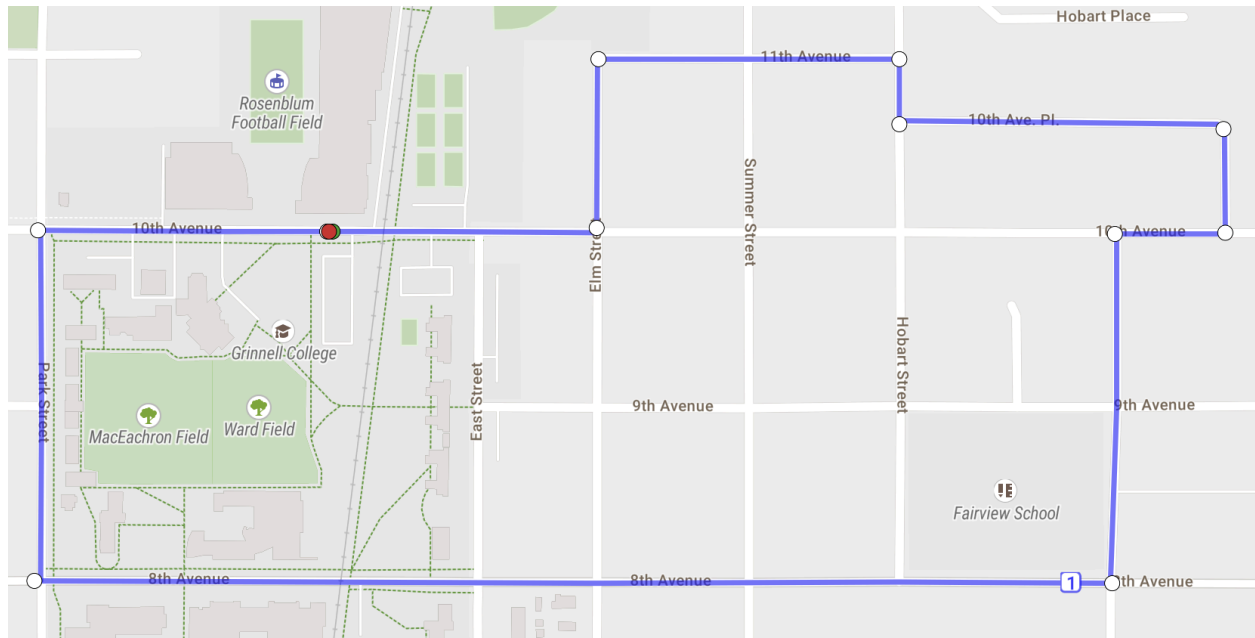 Hobart Place
11th Avenue
Rosenblum
Football Field
10th Ave. Pl.
Summer Street
10th Avenue
Elm Street
10th Avenue
Grinnell College
Hobart Street
Park Street
East Street
MacEachron Field
Ward Field
9th Avenue
9th Avenue
Fairview School
8th Avenue
8th Avenue
1
8th Avenue